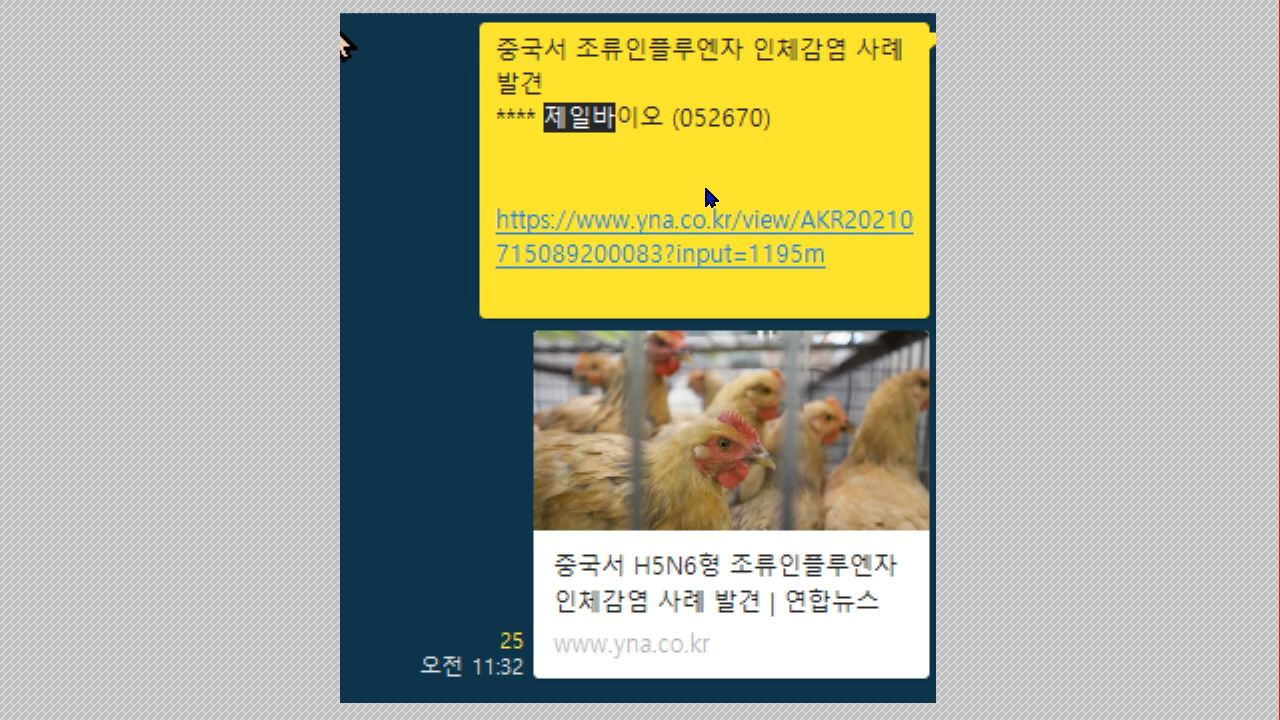 중국서 조류인플루엔자 인체감염 사례
발견
**** 제일바이오 (052670)
https://www.yna.co.kr/view/AKR20210
715089200083?input=1195m
중국서 H5N6형 조류인플루엔자
인체감염 사례 발견 | 연합뉴스
www.yna.co.kr
25
오전 11:32